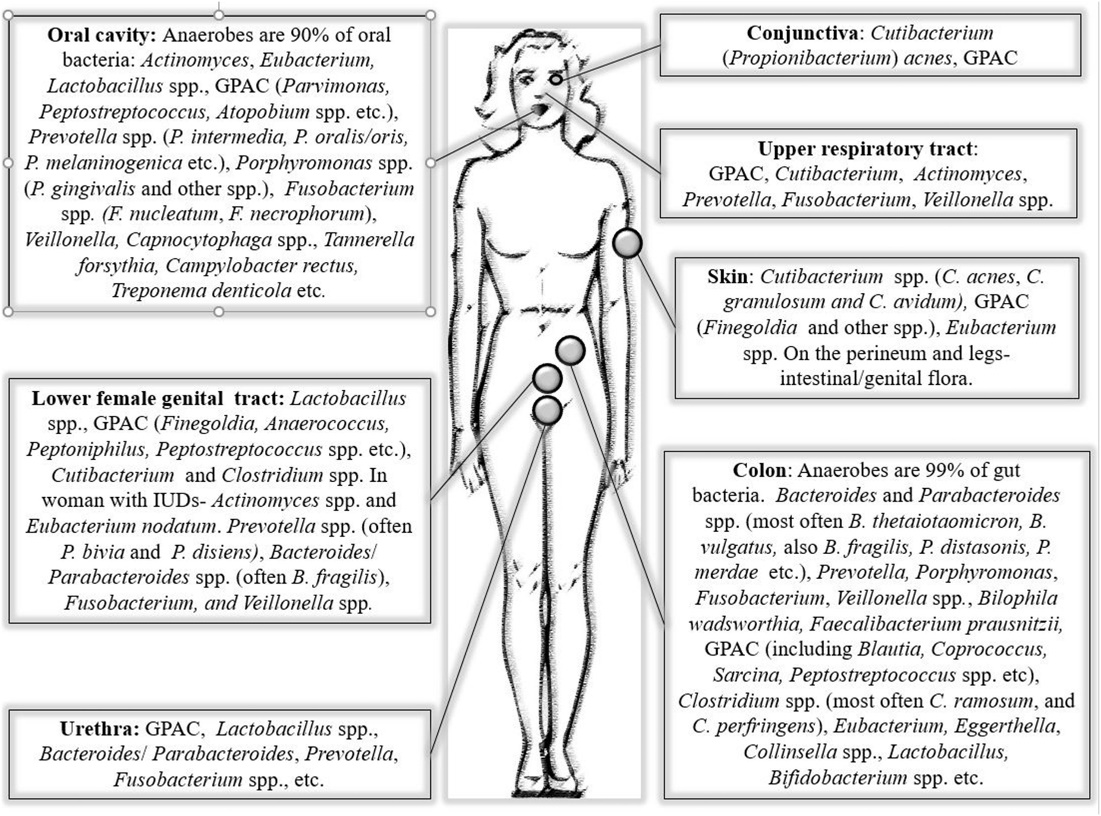 Oral cavity: Anaerobes are 90% of oral
bacteria: Actinomyces, Eubacterium,
Lactobacillus spp., GPAC (Parvimonas,
Peptostreptococcus, Atopobium spp. etc.),
Prevotella spp. (P. intermedia, P. oralis/oris,
P. melaninogenica etc.), Porphyromonas spp.
(P. gingivalis and other spp.), Fusobacterium
spp. (F. nucleatum, F. necrophorum),
Veillonella, Capnocytophaga spp., Tannerella
forsythia, Campylobacter rectus,
Treponema denticola etc.
Lower female genital tract: Lactobacillus
spp., GPAC (Finegoldia, Anaerococcus,
Peptoniphilus, Peptostreptococcus spp. etc.),
Cutibacterium and Clostridium spp. In
woman with IUDs- Actinomyces spp. and
Eubacterium nodatum. Prevotella spp. (often
P. bivia and P. disiens), Bacteroides/
Parabacteroides spp. (often B. fragilis),
Fusobacterium, and Veillonella spp.
Urethra: GPAC, Lactobacillus spp.,
Bacteroides/ Parabacteroides, Prevotella,
Fusobacterium spp., etc.
Conjunctiva: Cutibacterium
(Propionibacterium) acnes, GPAC
Upper respiratory tract:
GPAC, Cutibacterium, Actinomyces,
Prevotella, Fusobacterium, Veillonella spp.
Skin: Cutibacterium spp. (C. acnes, C.
granulosum and C. avidum), GPAC
(Finegoldia and other spp.), Eubacterium
spp. On the perineum and legs-
intestinal/genital flora.
Colon: Anaerobes are 99% of gut
bacteria. Bacteroides and Parabacteroides
spp. (most often B. thetaiotaomicron, B.
vulgatus, also B. fragilis, P. distasonis, P.
merdae etc.), Prevotella, Porphyromonas,
Fusobacterium, Veillonella spp., Bilophila
wadsworthia, Faecalibacterium prausnitzii,
GPAC (including Blautia, Coprococcus,
Sarcina, Peptostreptococcus spp. etc),
Clostridium spp. (most often C. ramosum, and
C. perfringens), Eubacterium, Eggerthella,
Collinsella spp., Lactobacillus,
Bifidobacterium spp. etc.